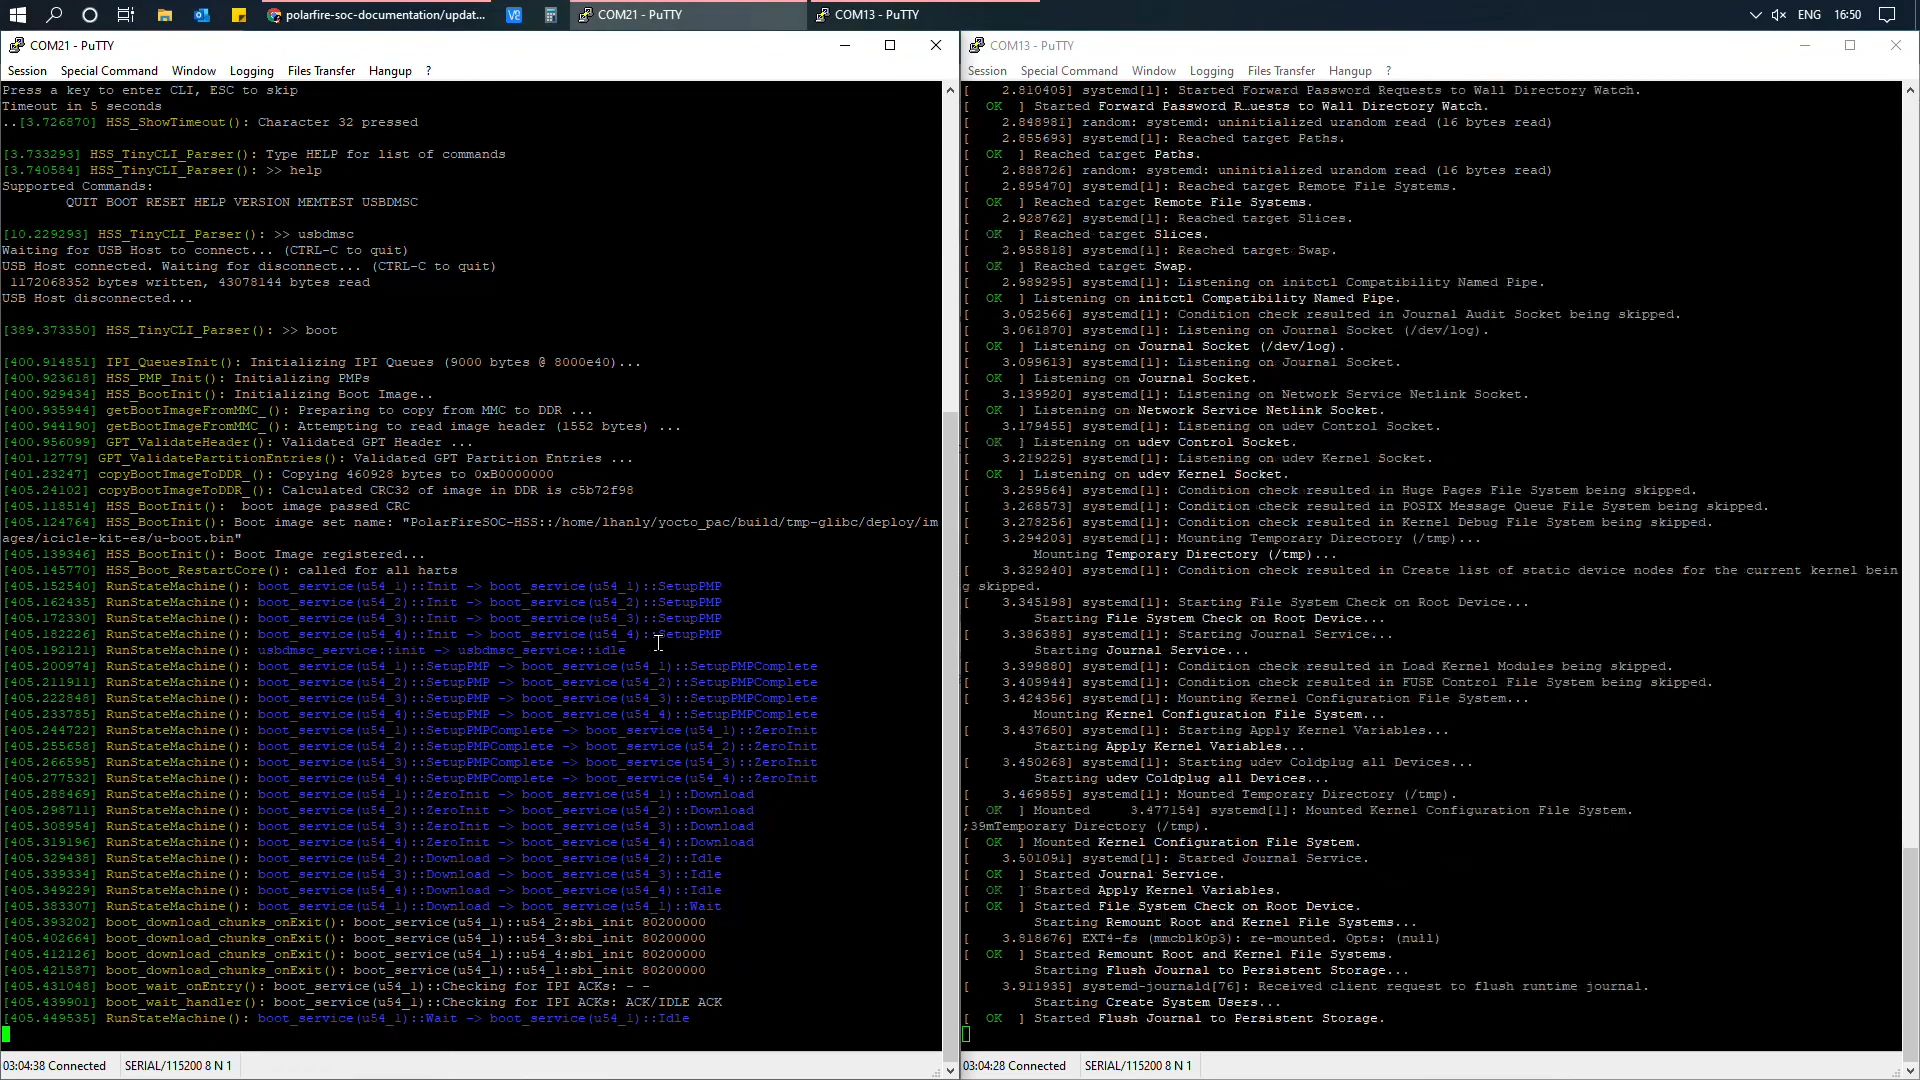 polarfire-soc-documentation/updat...
COM21 - PuTTY
COM13 - PuTTY
ENG
16:50
COM21 - PuTTY
Session Special Command Window Logging Files Transfer Hangup ?
Press a key to enter CLI, ESC to skip
Timeout in 5 seconds
..[3.726870] HSS_ShowTimeout(): Character 32 pressed
[3.733293] HSS_TinyCLI_Parser(): Type HELP for list of commands
[3.740584] HSS_TinyCLI_Parser(): >> help
Supported Commands:
QUIT BOOT RESET HELP VERSION MEMTEST USBDMSC
[10.229293] HSS_TinyCLI_Parser(): >> usbdmsc
Waiting for USB Host to connect... (CTRL-C to quit)
USB Host connected. Waiting for disconnect... (CTRL-C to quit)
1172068352 bytes written, 43078144 bytes read
USB Host disconnected...
[389.373350] HSS_TinyCLI_Parser(): >> boot
[400.914851] IPI_QueuesInit(): Initializing IPI Queues (9000 bytes @ 8000e40)...
[400.923618] HSS_PMP_Init(): Initializing PMPs
[400.929434] HSS_BootInit(): Initializing Boot Image..
[400.935944] getBootImageFromMMC_(): Preparing to copy from MMC to DDR ...
[400.944190] getBootImageFromMMC_(): Attempting to read image header (1552 bytes) ...
[400.956099] GPT_ValidateHeader(): Validated GPT Header ...
[401.12779] GPT_ValidatePartitionEntries(): Validated GPT Partition Entries ...
[401.23247] copyBootImageToDDR_(): Copying 460928 bytes to 0xB0000000
[405.24102] copyBootImageToDDR_(): Calculated CRC32 of image in DDR is c5b72f98
[405.118514] HSS_BootInit():  boot image passed CRC
[405.124764] HSS_BootInit(): Boot image set name: "PolarFireSOC-HSS::/home/lhanly/yocto_pac/build/tmp-glibc/deploy/im
ages/icicle-kit-es/u-boot.bin"
[405.139346] HSS_BootInit(): Boot Image registered...
[405.145770] HSS_Boot_RestartCore(): called for all harts
[405.152540] RunStateMachine(): boot_service(u54_1)::Init -> boot_service(u54_1)::SetupPMP
[405.162435] RunStateMachine(): boot_service(u54_2)::Init -> boot_service(u54_2)::SetupPMP
[405.172330] RunStateMachine(): boot_service(u54_3)::Init -> boot_service(u54_3)::SetupPMP
[405.182226] RunStateMachine(): boot_service(u54_4)::Init -> boot_service(u54_4)::SetupPMP
[405.192121] RunStateMachine(): usbdmsc_service::init -> usbdmsc_service::idle
[405.200974] RunStateMachine(): boot_service(u54_1)::SetupPMP -> boot_service(u54_1)::SetupPMPComplete
[405.211911] RunStateMachine(): boot_service(u54_2)::SetupPMP -> boot_service(u54_2)::SetupPMPComplete
[405.222848] RunStateMachine(): boot_service(u54_3)::SetupPMP -> boot_service(u54_3)::SetupPMPComplete
[405.233785] RunStateMachine(): boot_service(u54_4)::SetupPMP -> boot_service(u54_4)::SetupPMPComplete
[405.244722] RunStateMachine(): boot_service(u54_1)::SetupPMPComplete -> boot_service(u54_1)::ZeroInit
[405.255658] RunStateMachine(): boot_service(u54_2)::SetupPMPComplete -> boot_service(u54_2)::ZeroInit
[405.266595] RunStateMachine(): boot_service(u54_3)::SetupPMPComplete -> boot_service(u54_3)::ZeroInit
[405.277532] RunStateMachine(): boot_service(u54_4)::SetupPMPComplete -> boot_service(u54_4)::ZeroInit
[405.288469] RunStateMachine(): boot_service(u54_1)::ZeroInit -> boot_service(u54_1)::Download
[405.298711] RunStateMachine(): boot_service(u54_2)::ZeroInit -> boot_service(u54_2)::Download
[405.308954] RunStateMachine(): boot_service(u54_3)::ZeroInit -> boot_service(u54_3)::Download
[405.319196] RunStateMachine(): boot_service(u54_4)::ZeroInit -> boot_service(u54_4)::Download
[405.329438] RunStateMachine(): boot_service(u54_2)::Download -> boot_service(u54_2)::Idle
[405.339334] RunStateMachine(): boot_service(u54_3)::Download -> boot_service(u54_3)::Idle
[405.349229] RunStateMachine(): boot_service(u54_4)::Download -> boot_service(u54_4)::Idle
[405.383307] RunStateMachine(): boot_service(u54_1)::Download -> boot_service(u54_1)::Wait
[405.393202] boot_download_chunks_onExit(): boot_service(u54_1)::u54_2:sbi_init 80200000
[405.402664] boot_download_chunks_onExit(): boot_service(u54_1)::u54_3:sbi_init 80200000
[405.412126] boot_download_chunks_onExit(): boot_service(u54_1)::u54_4:sbi_init 80200000
[405.421587] boot_download_chunks_onExit(): boot_service(u54_1)::u54_1:sbi_init 80200000
[405.431048] boot_wait_onEntry(): boot_service(u54_1)::Checking for IPI ACKs: - -
[405.439901] boot_wait_handler(): boot_service(u54_1)::Checking for IPI ACKs: ACK/IDLE ACK
[405.449535] RunStateMachine(): boot_service(u54_1)::Wait -> boot_service(u54_1)::Idle
03:04:38 Connected SERIAL/115200 8 N 1
COM13 - PuTTY
Session Special Command Window Logging Files Transfer Hangup ?
[    2.810405] systemd[1]: Started Forward Password Requests to Wall Directory Watch.
[  OK  ] Started Forward Password R…uests to Wall Directory Watch.
[    2.848981] random: systemd: uninitialized urandom read (16 bytes read)
[    2.855693] systemd[1]: Reached target Paths.
[  OK  ] Reached target Paths.
[    2.888726] random: systemd: uninitialized urandom read (16 bytes read)
[    2.895470] systemd[1]: Reached target Remote File Systems.
[  OK  ] Reached target Remote File Systems.
[    2.928762] systemd[1]: Reached target Slices.
[  OK  ] Reached target Slices.
[    2.958818] systemd[1]: Reached target Swap.
[  OK  ] Reached target Swap.
[    2.989295] systemd[1]: Listening on initctl Compatibility Named Pipe.
[  OK  ] Listening on initctl Compatibility Named Pipe.
[    3.052566] systemd[1]: Condition check resulted in Journal Audit Socket being skipped.
[    3.061870] systemd[1]: Listening on Journal Socket (/dev/log).
[  OK  ] Listening on Journal Socket (/dev/log).
[    3.099613] systemd[1]: Listening on Journal Socket.
[  OK  ] Listening on Journal Socket.
[    3.139920] systemd[1]: Listening on Network Service Netlink Socket.
[  OK  ] Listening on Network Service Netlink Socket.
[    3.179455] systemd[1]: Listening on udev Control Socket.
[  OK  ] Listening on udev Control Socket.
[    3.219225] systemd[1]: Listening on udev Kernel Socket.
[  OK  ] Listening on udev Kernel Socket.
[    3.259564] systemd[1]: Condition check resulted in Huge Pages File System being skipped.
[    3.268573] systemd[1]: Condition check resulted in POSIX Message Queue File System being skipped.
[    3.278256] systemd[1]: Condition check resulted in Kernel Debug File System being skipped.
[    3.294203] systemd[1]: Mounting Temporary Directory (/tmp)...
Mounting Temporary Directory (/tmp)...
[    3.329240] systemd[1]: Condition check resulted in Create list of static device nodes for the current kernel bein
g skipped.
[    3.345198] systemd[1]: Starting File System Check on Root Device...
Starting File System Check on Root Device...
[    3.386388] systemd[1]: Starting Journal Service...
Starting Journal Service...
[    3.399880] systemd[1]: Condition check resulted in Load Kernel Modules being skipped.
[    3.409944] systemd[1]: Condition check resulted in FUSE Control File System being skipped.
[    3.424356] systemd[1]: Mounting Kernel Configuration File System...
Mounting Kernel Configuration File System...
[    3.437650] systemd[1]: Starting Apply Kernel Variables...
Starting Apply Kernel Variables...
[    3.450268] systemd[1]: Starting udev Coldplug all Devices...
Starting udev Coldplug all Devices...
[    3.469855] systemd[1]: Mounted Temporary Directory (/tmp).
[  OK  ] Mounted    3.477154] systemd[1]: Mounted Kernel Configuration File System.
;39mTemporary Directory (/tmp).
[  OK  ] Mounted Kernel Configuration File System.
[    3.501091] systemd[1]: Started Journal Service.
[  OK  ] Started Journal Service.
[  OK  ] Started Apply Kernel Variables.
[  OK  ] Started File System Check on Root Device.
Starting Remount Root and Kernel File Systems...
[    3.818676] EXT4-fs (mmcblk0p3): re-mounted. Opts: (null)
[  OK  ] Started Remount Root and Kernel File Systems.
Starting Flush Journal to Persistent Storage...
[    3.911935] systemd-journald[76]: Received client request to flush runtime journal.
Starting Create System Users...
[  OK  ] Started Flush Journal to Persistent Storage.
03:04:28 Connected SERIAL/115200 8 N 1